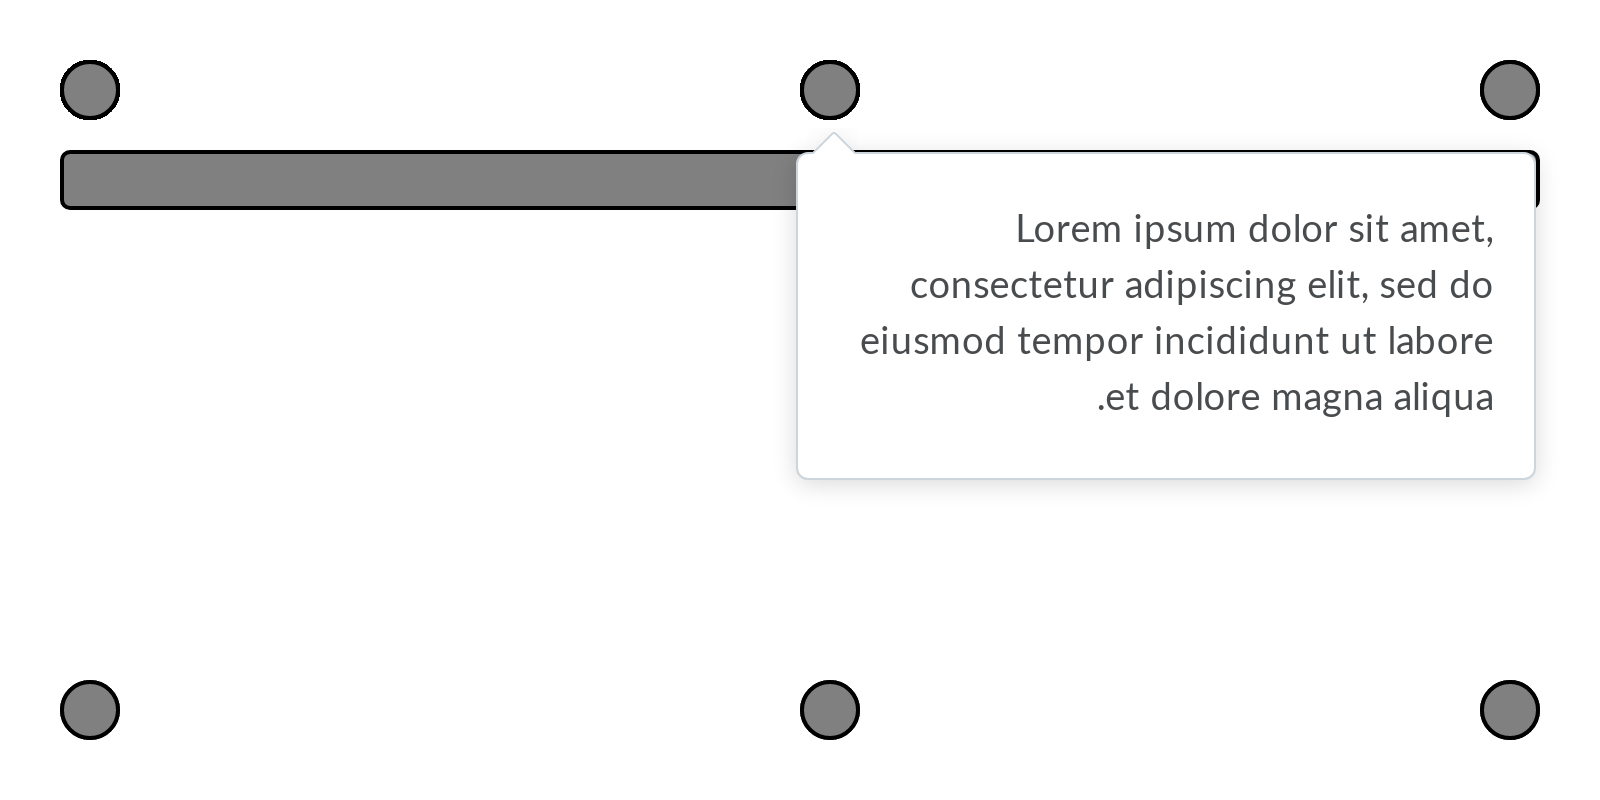 Lorem ipsum dolor sit amet,
consectetur adipiscing elit, sed do
eiusmod tempor incididunt ut labore
.et dolore magna aliqua